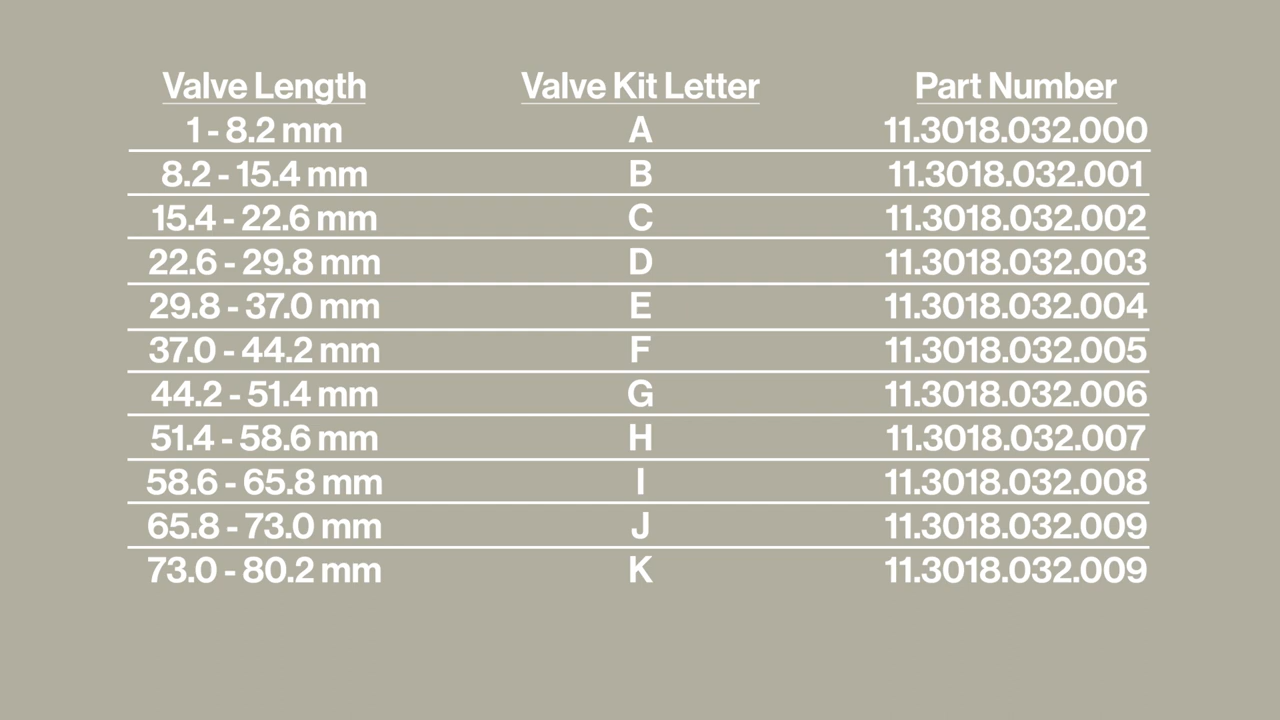 Valve Length Valve Kit Letter Part Number
1 - 8.2 mm A 11.3018.032.000
8.2 - 15.4 mm B 11.3018.032.001
15.4 - 22.6 mm C 11.3018.032.002
22.6 - 29.8 mm D 11.3018.032.003
29.8 - 37.0 mm E 11.3018.032.004
37.0 - 44.2 mm F 11.3018.032.005
44.2 - 51.4 mm G 11.3018.032.006
51.4 - 58.6 mm H 11.3018.032.007
58.6 - 65.8 mm I 11.3018.032.008
65.8 - 73.0 mm J 11.3018.032.009
73.0 - 80.2 mm K 11.3018.032.009